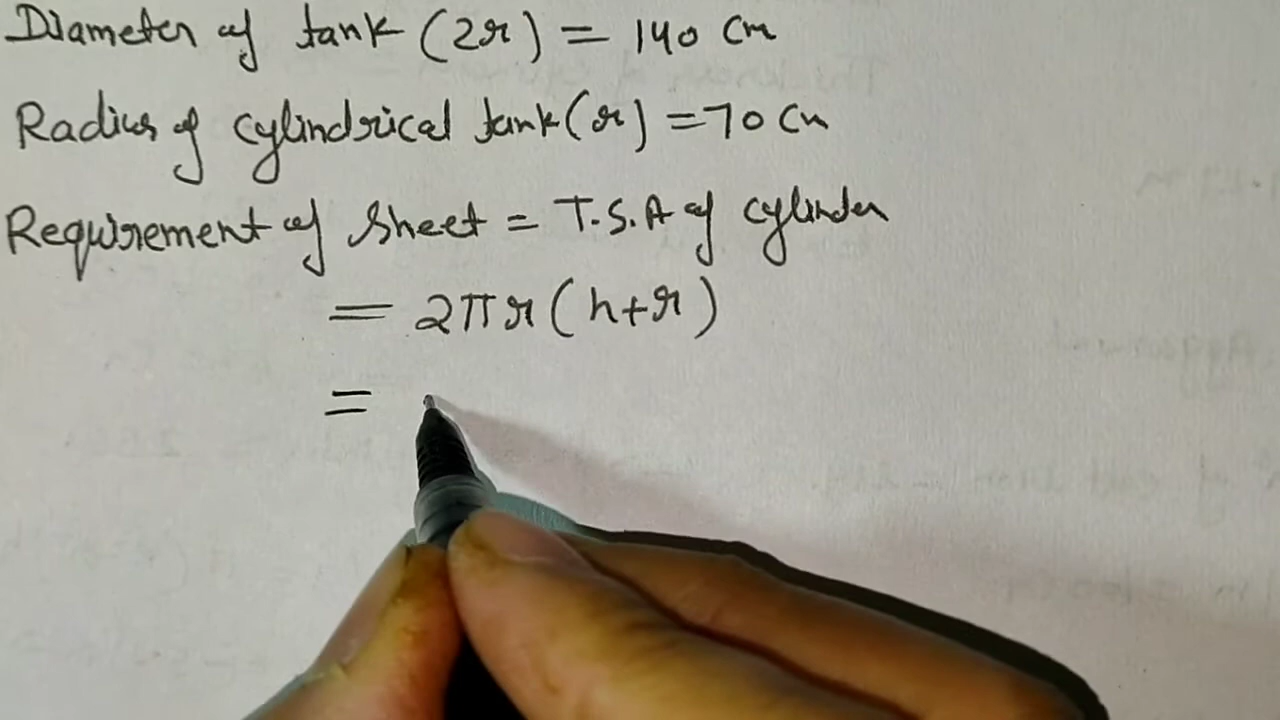 Diameter of tank (2r) = 140 cm
Radius of cylindrical tank (r) = 70 cm
Requirement of sheet = T.S.A of cylinder
= 2πr (h+r)
=